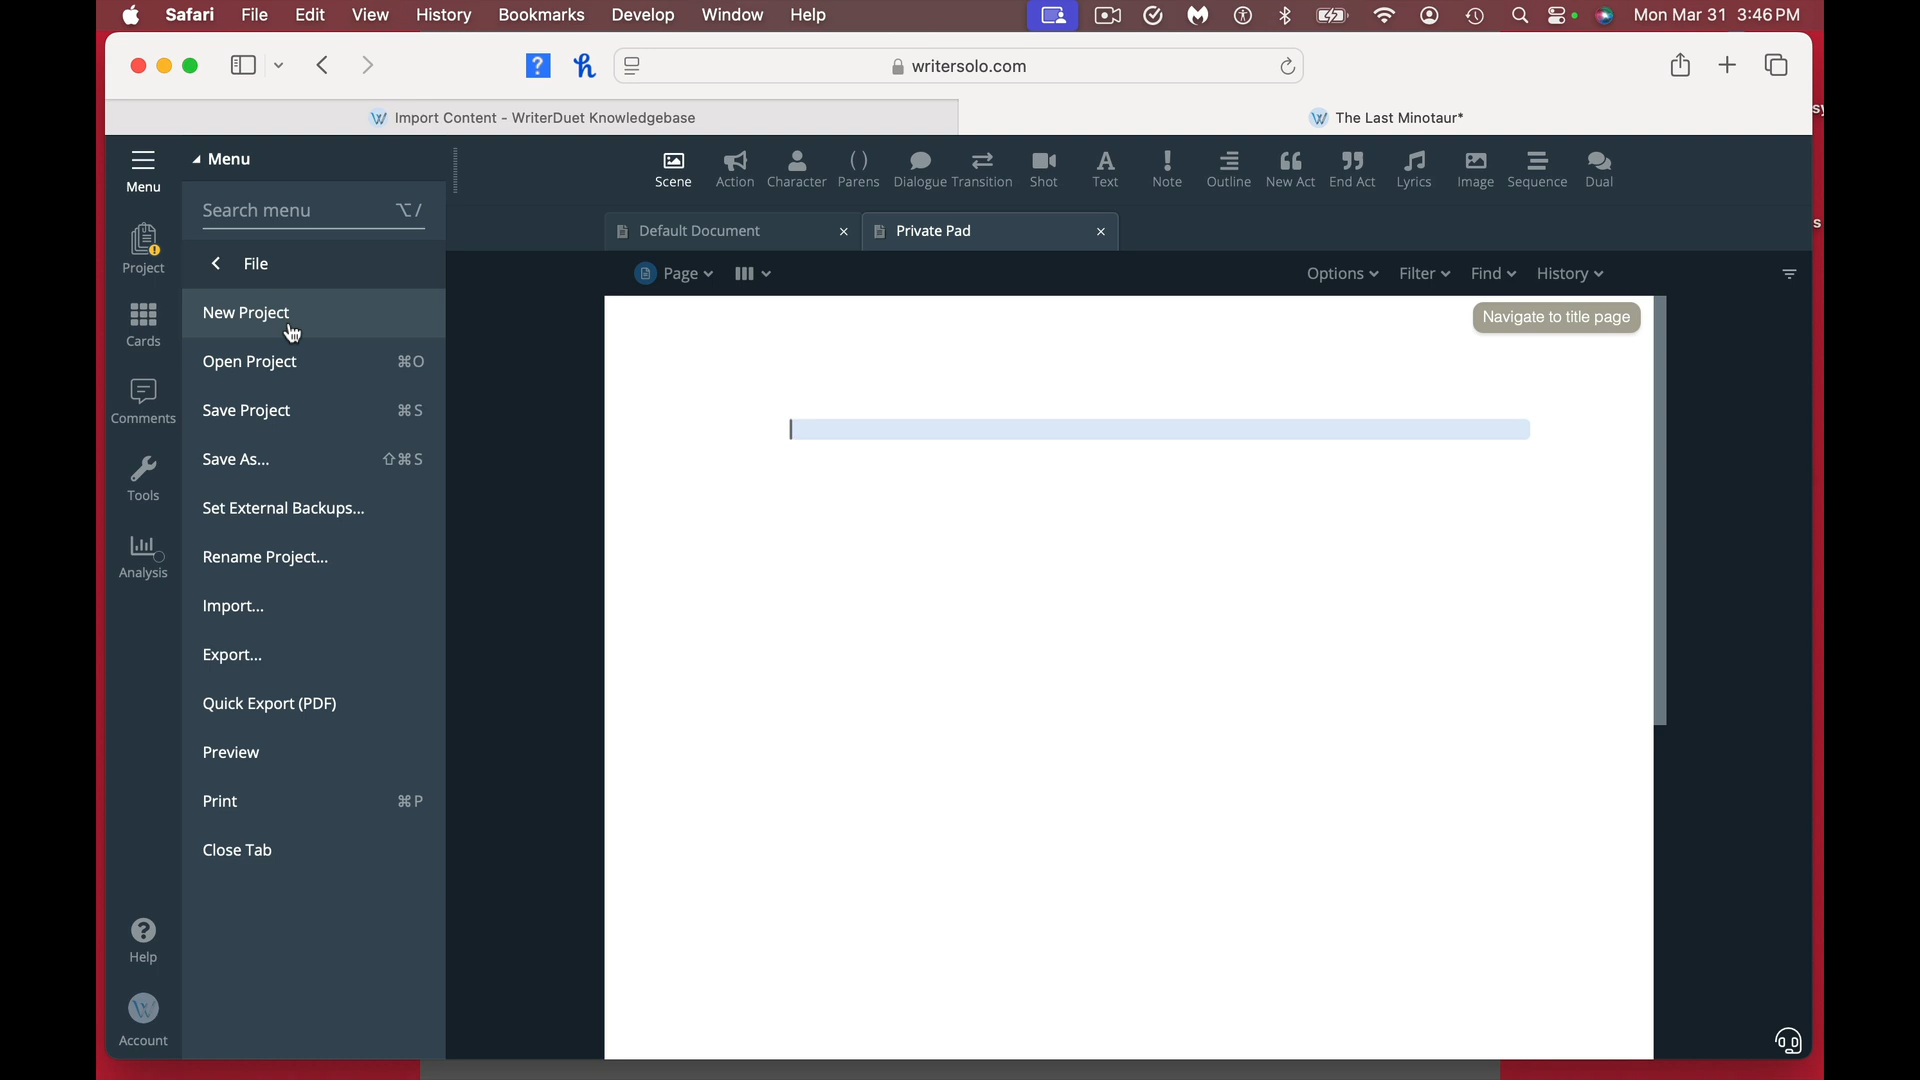 Safari File Edit View History Bookmarks Develop Window Help Mon Mar 31 3:46 PM
writersolo.com
Import Content - WriterDuet Knowledgebase
The Last Minotaur*
Menu
Menu
Search menu ⌥ /
Project
Cards
Comments
Tools
Analysis
Help
Account
File
New Project
Open Project ⌘O
Save Project ⌘S
Save As... ⇧⌘S
Set External Backups...
Rename Project...
Import...
Export...
Quick Export (PDF)
Preview
Print ⌘P
Close Tab
Scene Action Character Parens Dialogue Transition Shot Text Note Outline New Act End Act Lyrics Image Sequence Dual
Default Document
Private Pad
Page
Options Filter Find History
Navigate to title page